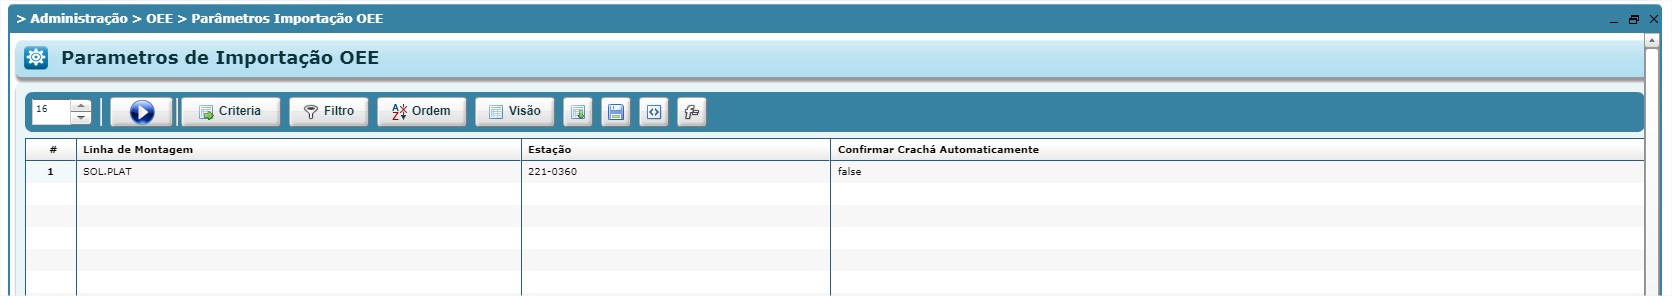 > Administração > OEE > Parâmetros Importação OEE
Parametros de Importação OEE
16 Criteria Filtro Ordem Visão
# Linha de Montagem Estação Confirmar Crachá Automaticamente
1 SOL.PLAT 221-0360 false